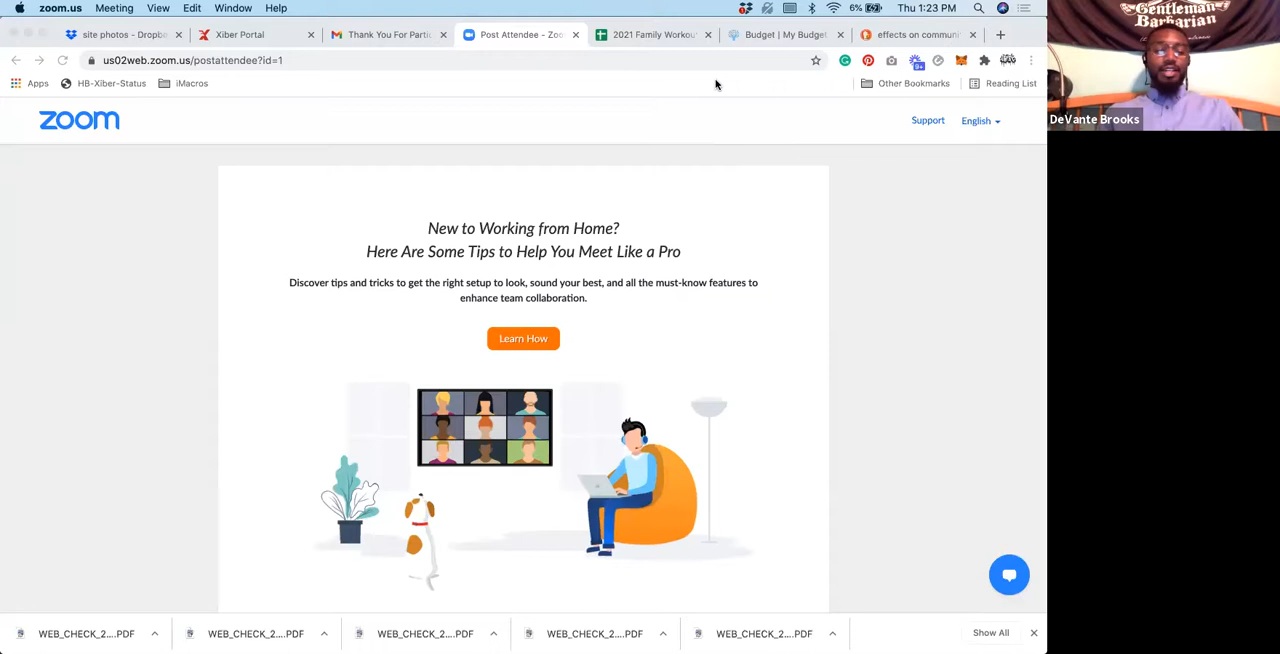 zoom.us Meeting View Edit Window Help 6% Thu 1:23 PM
site photos - Dropb Xiber Portal Thank You For Partic Post Attendee - Zoo 2021 Family Workou Budget | My Budget effects on commun
us02web.zoom.us/postattendee?id=1
Apps HB-Xiber-Status iMacros Other Bookmarks Reading List
zoom Support English
New to Working from Home?
Here Are Some Tips to Help You Meet Like a Pro
Discover tips and tricks to get the right setup to look, sound your best, and all the must-know features to
enhance team collaboration.
Learn How
WEB_CHECK_2....PDF WEB_CHECK_2....PDF WEB_CHECK_2....PDF WEB_CHECK_2....PDF WEB_CHECK_2....PDF Show All
Gentleman
Barbarian
DeVante Brooks